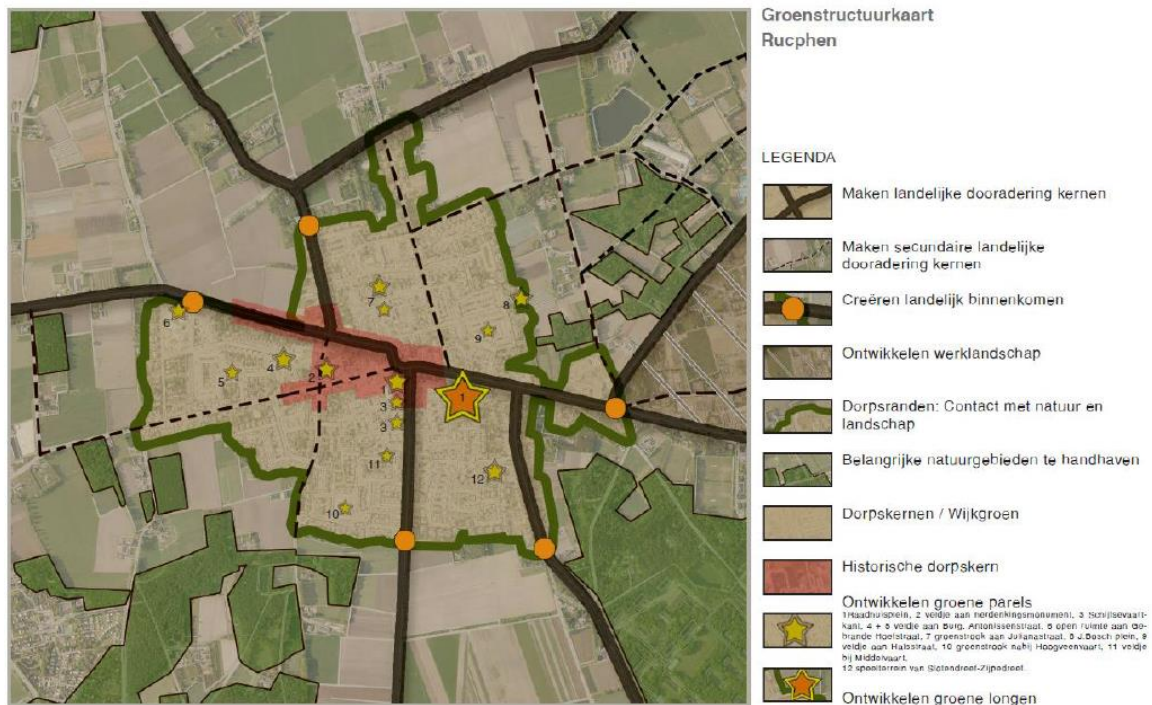 Groenstructuurkaart
Rucphen
LEGENDA
Maken landelijke dooradering kernen
Maken secundaire landelijke
dooradering kernen
Creëren landelijk binnenkomen
Ontwikkelen werklandschap
Dorpsranden: Contact met natuur en
landschap
Belangrijke natuurgebieden te handhaven
Dorpskernen / Wijkgroen
Historische dorpskern
Ontwikkelen groene parels
1 Raadhuisplein, 2 veldje aan herdenkingsmonument, 3 Schijfsevaart-
kant, 4 + 5 veldje aan Burg. Antonissenstraat, 6 open ruimte aan Ge-
brande Hoefstraat, 7 groenstrook aan Julianastraat, 8 J.Bosch plein, 9
veldje aan Halsstraat, 10 groenstrook nabij Hoogveenvaart, 11 veldje
bij Middelvaart,
12 speelterrein van
Ontwikkelen groene longen
7
8
6
9
4
2
5
1
1
3
3
11
12
10